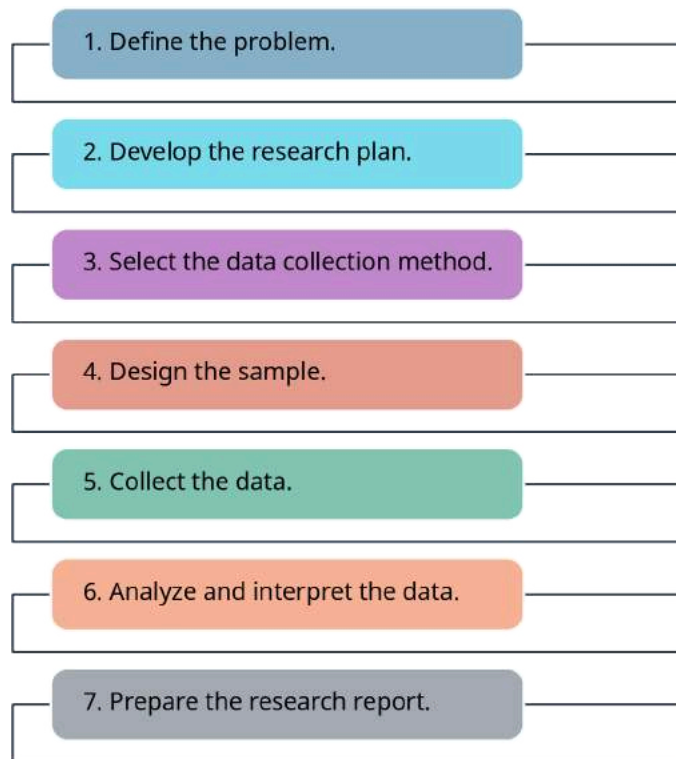 1. Define the problem.
2. Develop the research plan.
3. Select the data collection method.
4. Design the sample.
5. Collect the data.
6. Analyze and interpret the data.
7. Prepare the research report.